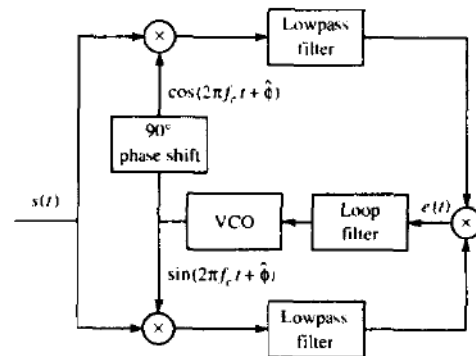 Lowpass
filter
×
cos(2πf_c t + φ̂)
90°
phase shift
s(t)
VCO
Loop
filter
e(t)
×
sin(2πf_c t + φ̂)
×
Lowpass
filter